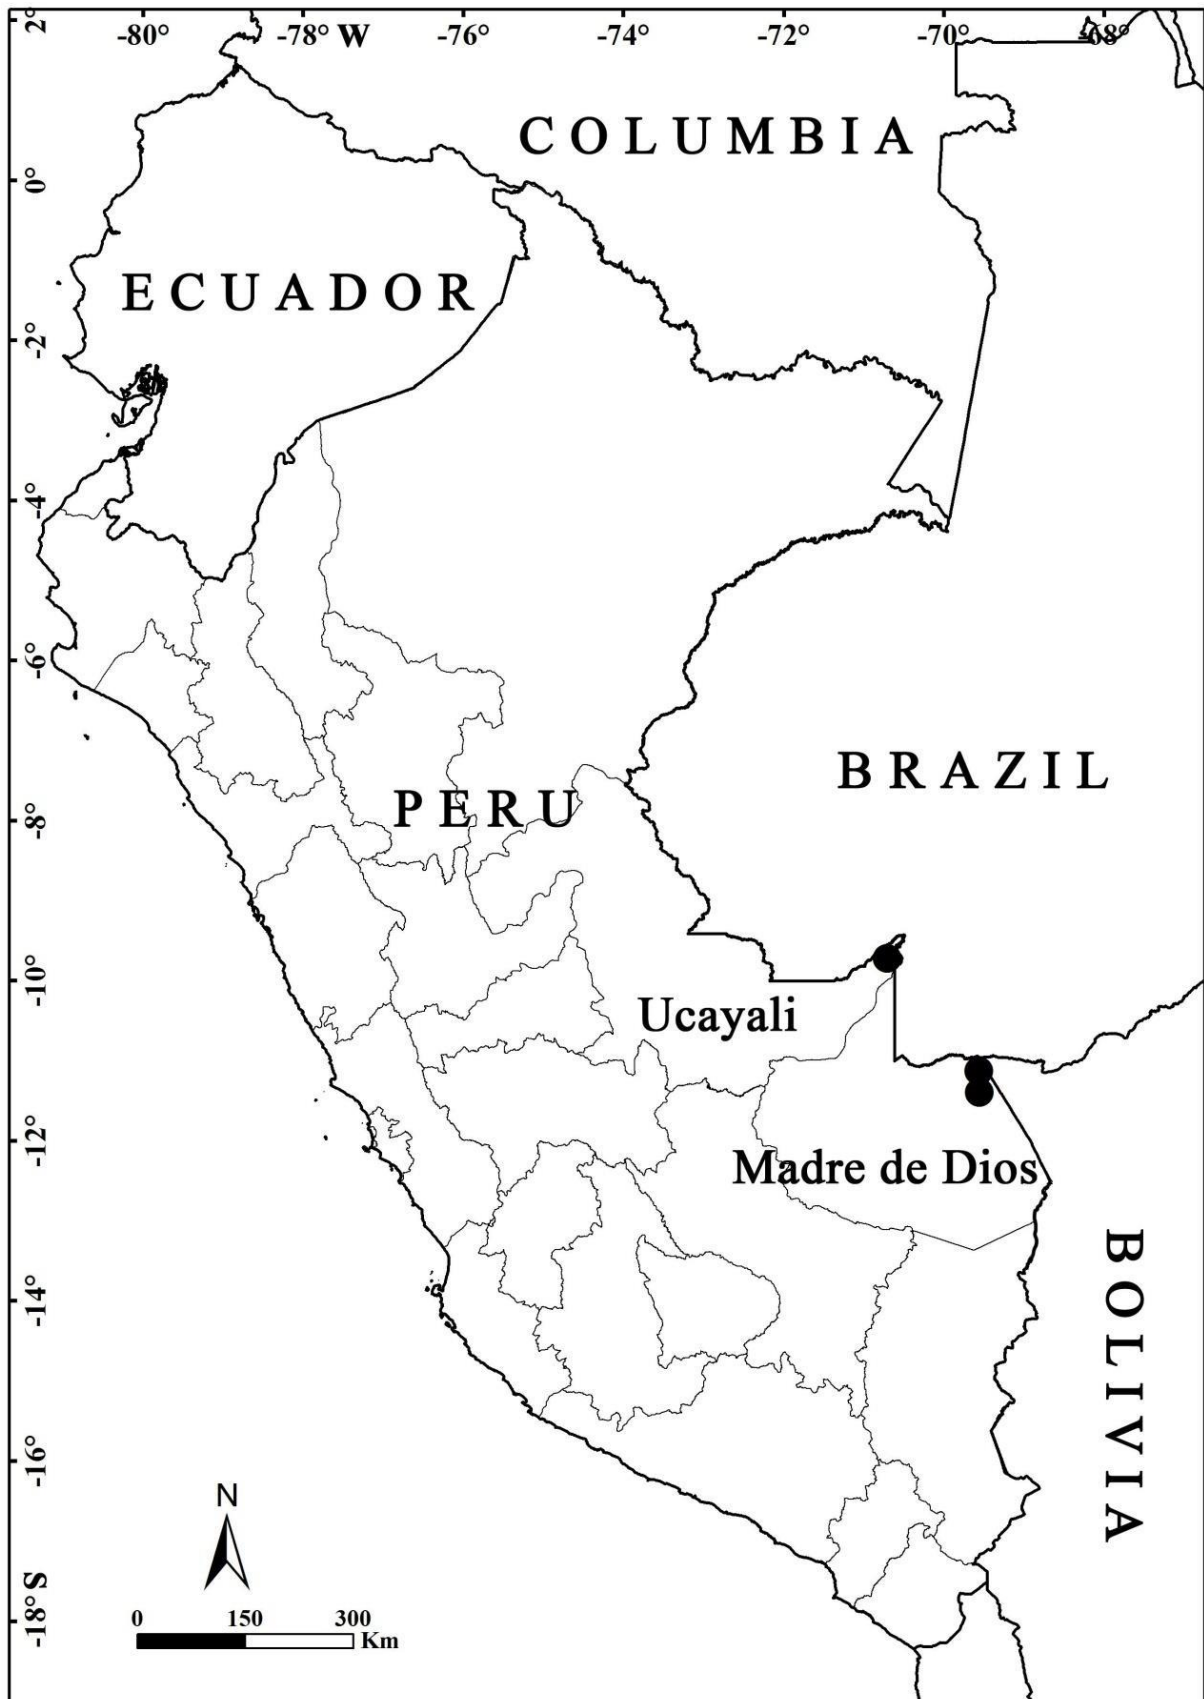 -80° -78° W -76° -74° -72° -70° -68°
2°
COLUMBIA
0°
ECUADOR
-2°
-4°
-6°
BRAZIL
PERU
-8°
-10°
Ucayali
-12°
Madre de Dios
BOLIVIA
-14°
-16°
N
-18° S
0 150 300
Km